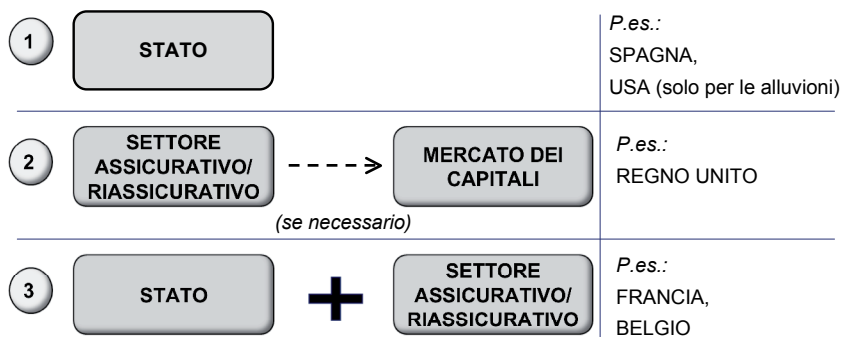 1
STATO
P.es.:
SPAGNA,
USA (solo per le alluvioni)
2
SETTORE
ASSICURATIVO/
RIASSICURATIVO
MERCATO DEI
CAPITALI
(se necessario)
P.es.:
REGNO UNITO
3
STATO
SETTORE
ASSICURATIVO/
RIASSICURATIVO
P.es.:
FRANCIA,
BELGIO